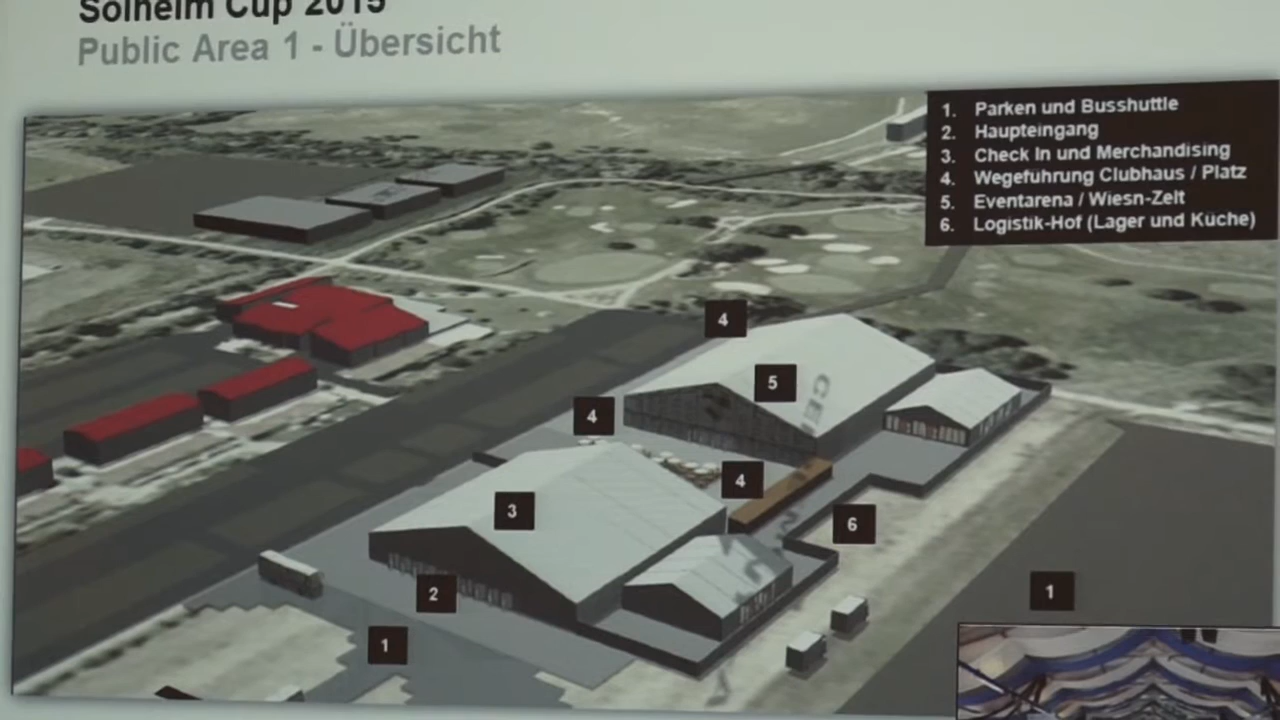 Solheim Cup 2015
Public Area 1 - Übersicht
1. Parken und Busshuttle
2. Haupteingang
3. Check In und Merchandising
4. Wegeführung Clubhaus / Platz
5. Eventarena / Wiesn-Zelt
6. Logistik-Hof (Lager und Küche)
4
5
4
4
3
6
2
1
1